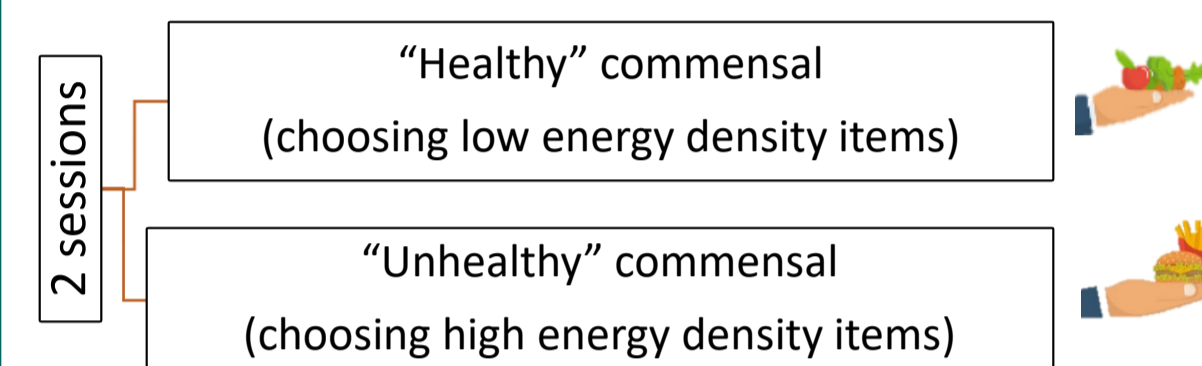 2 sessions
“Healthy” commensal
(choosing low energy density items)
“Unhealthy” commensal
(choosing high energy density items)